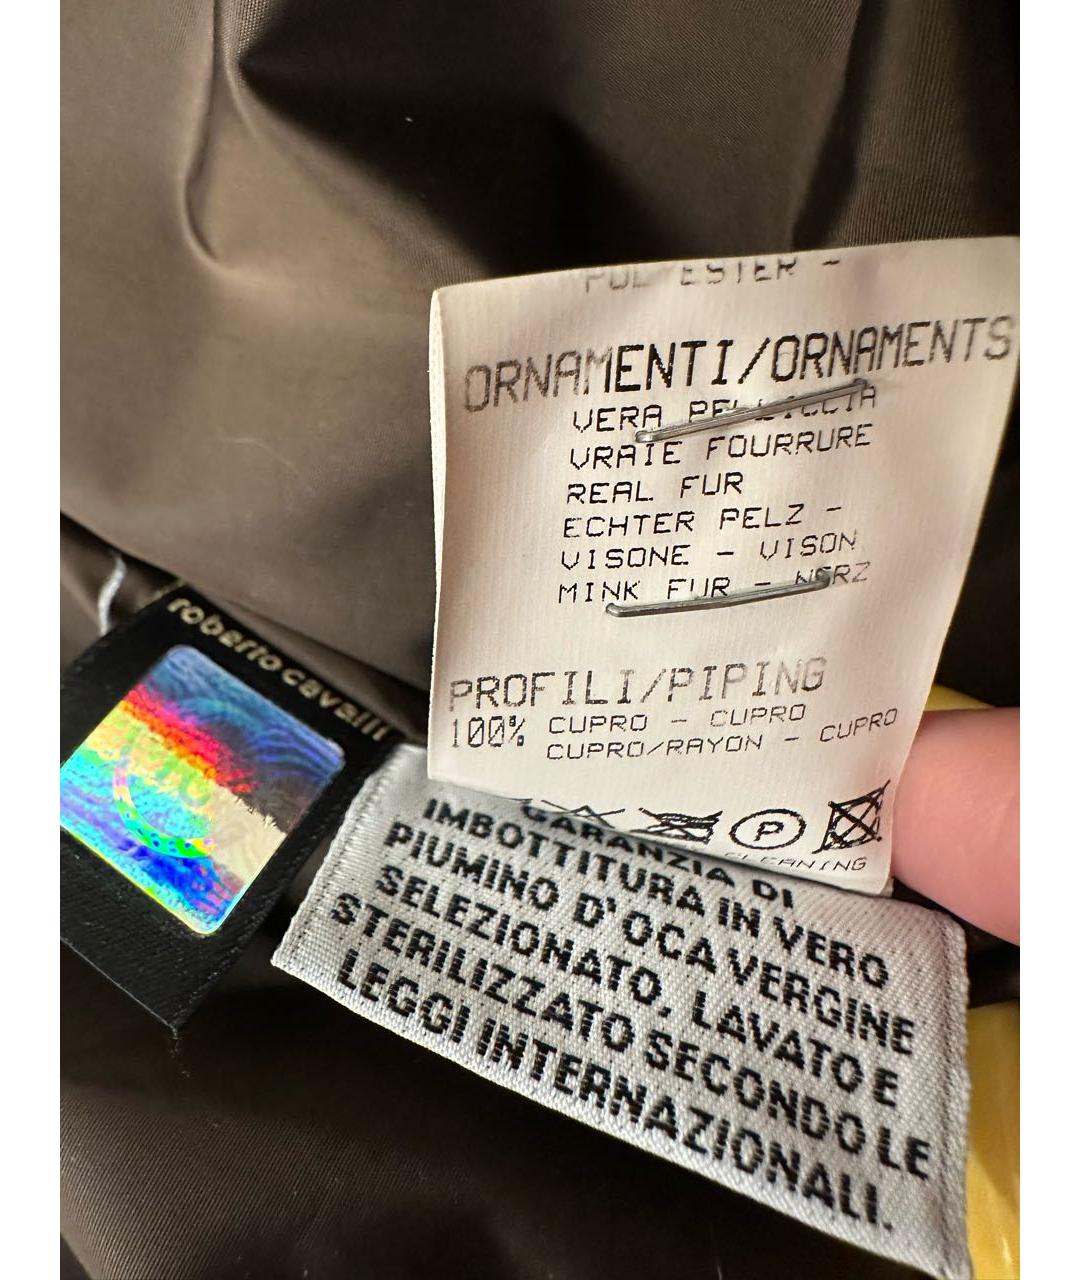 POLYESTER -
ORNAMENTI/ORNAMENTS
VERA PELLICCIA
VRAIE FOURRURE
REAL FUR
ECHTER PELZ -
VISONE - VISON
MINK FUR - NERZ
PROFILI/PIPING
100% CUPRO - CUPRO
CUPRO/RAYON - CUPRO
P
CLEANING
roberto cavalli
GARANZIA DI
IMBOTTITURA IN VERO
PIUMINO D'OCA VERGINE
SELEZIONATO, LAVATO E
STERILIZZATO SECONDO LE
LEGGI INTERNAZIONALI.